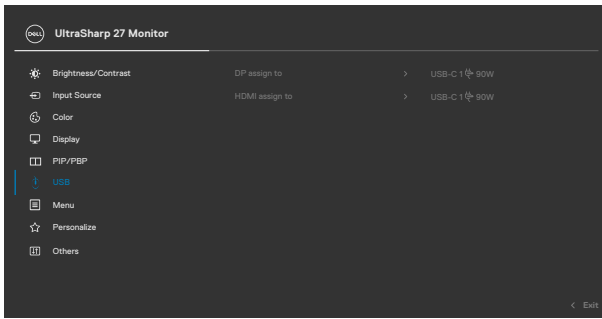 DELL UltraSharp 27 Monitor
Brightness/Contrast DP assign to > USB-C 1 90W
Input Source HDMI assign to > USB-C 1 90W
Color
Display
PIP/PBP
USB
Menu
Personalize
Others
< Exit